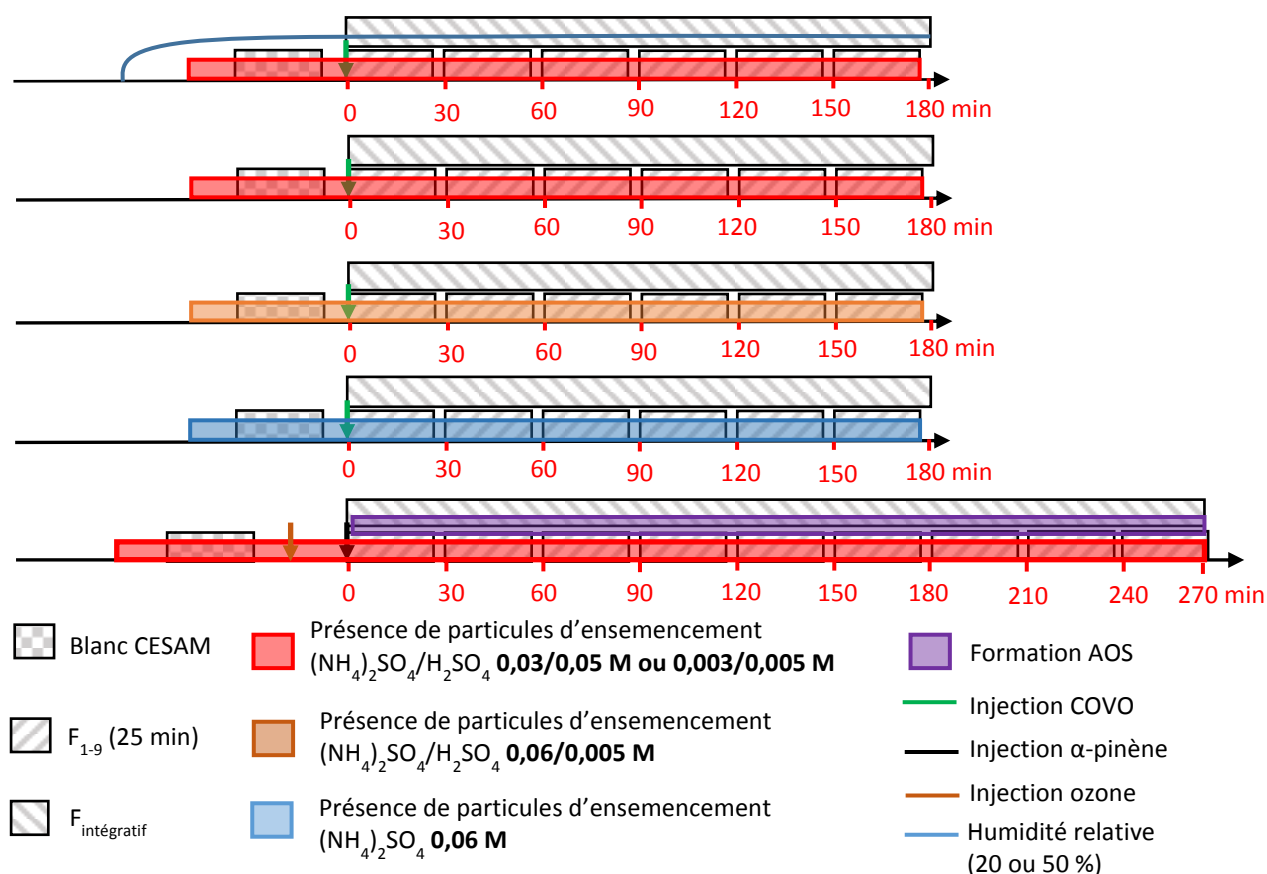 0 30 60 90 120 150 180 min
0 30 60 90 120 150 180 min
0 30 60 90 120 150 180 min
0 30 60 90 120 150 180 min
0 30 60 90 120 150 180 210 240 270 min
Blanc CESAM
F1-9 (25 min)
Fintégratif
Présence de particules d'ensemencement
(NH4)2SO4/H2SO4 0,03/0,05 M ou 0,003/0,005 M
Présence de particules d'ensemencement
(NH4)2SO4/H2SO4 0,06/0,005 M
Présence de particules d'ensemencement
(NH4)2SO4 0,06 M
Formation AOS
Injection COVO
Injection α-pinène
Injection ozone
Humidité relative
(20 ou 50 %)